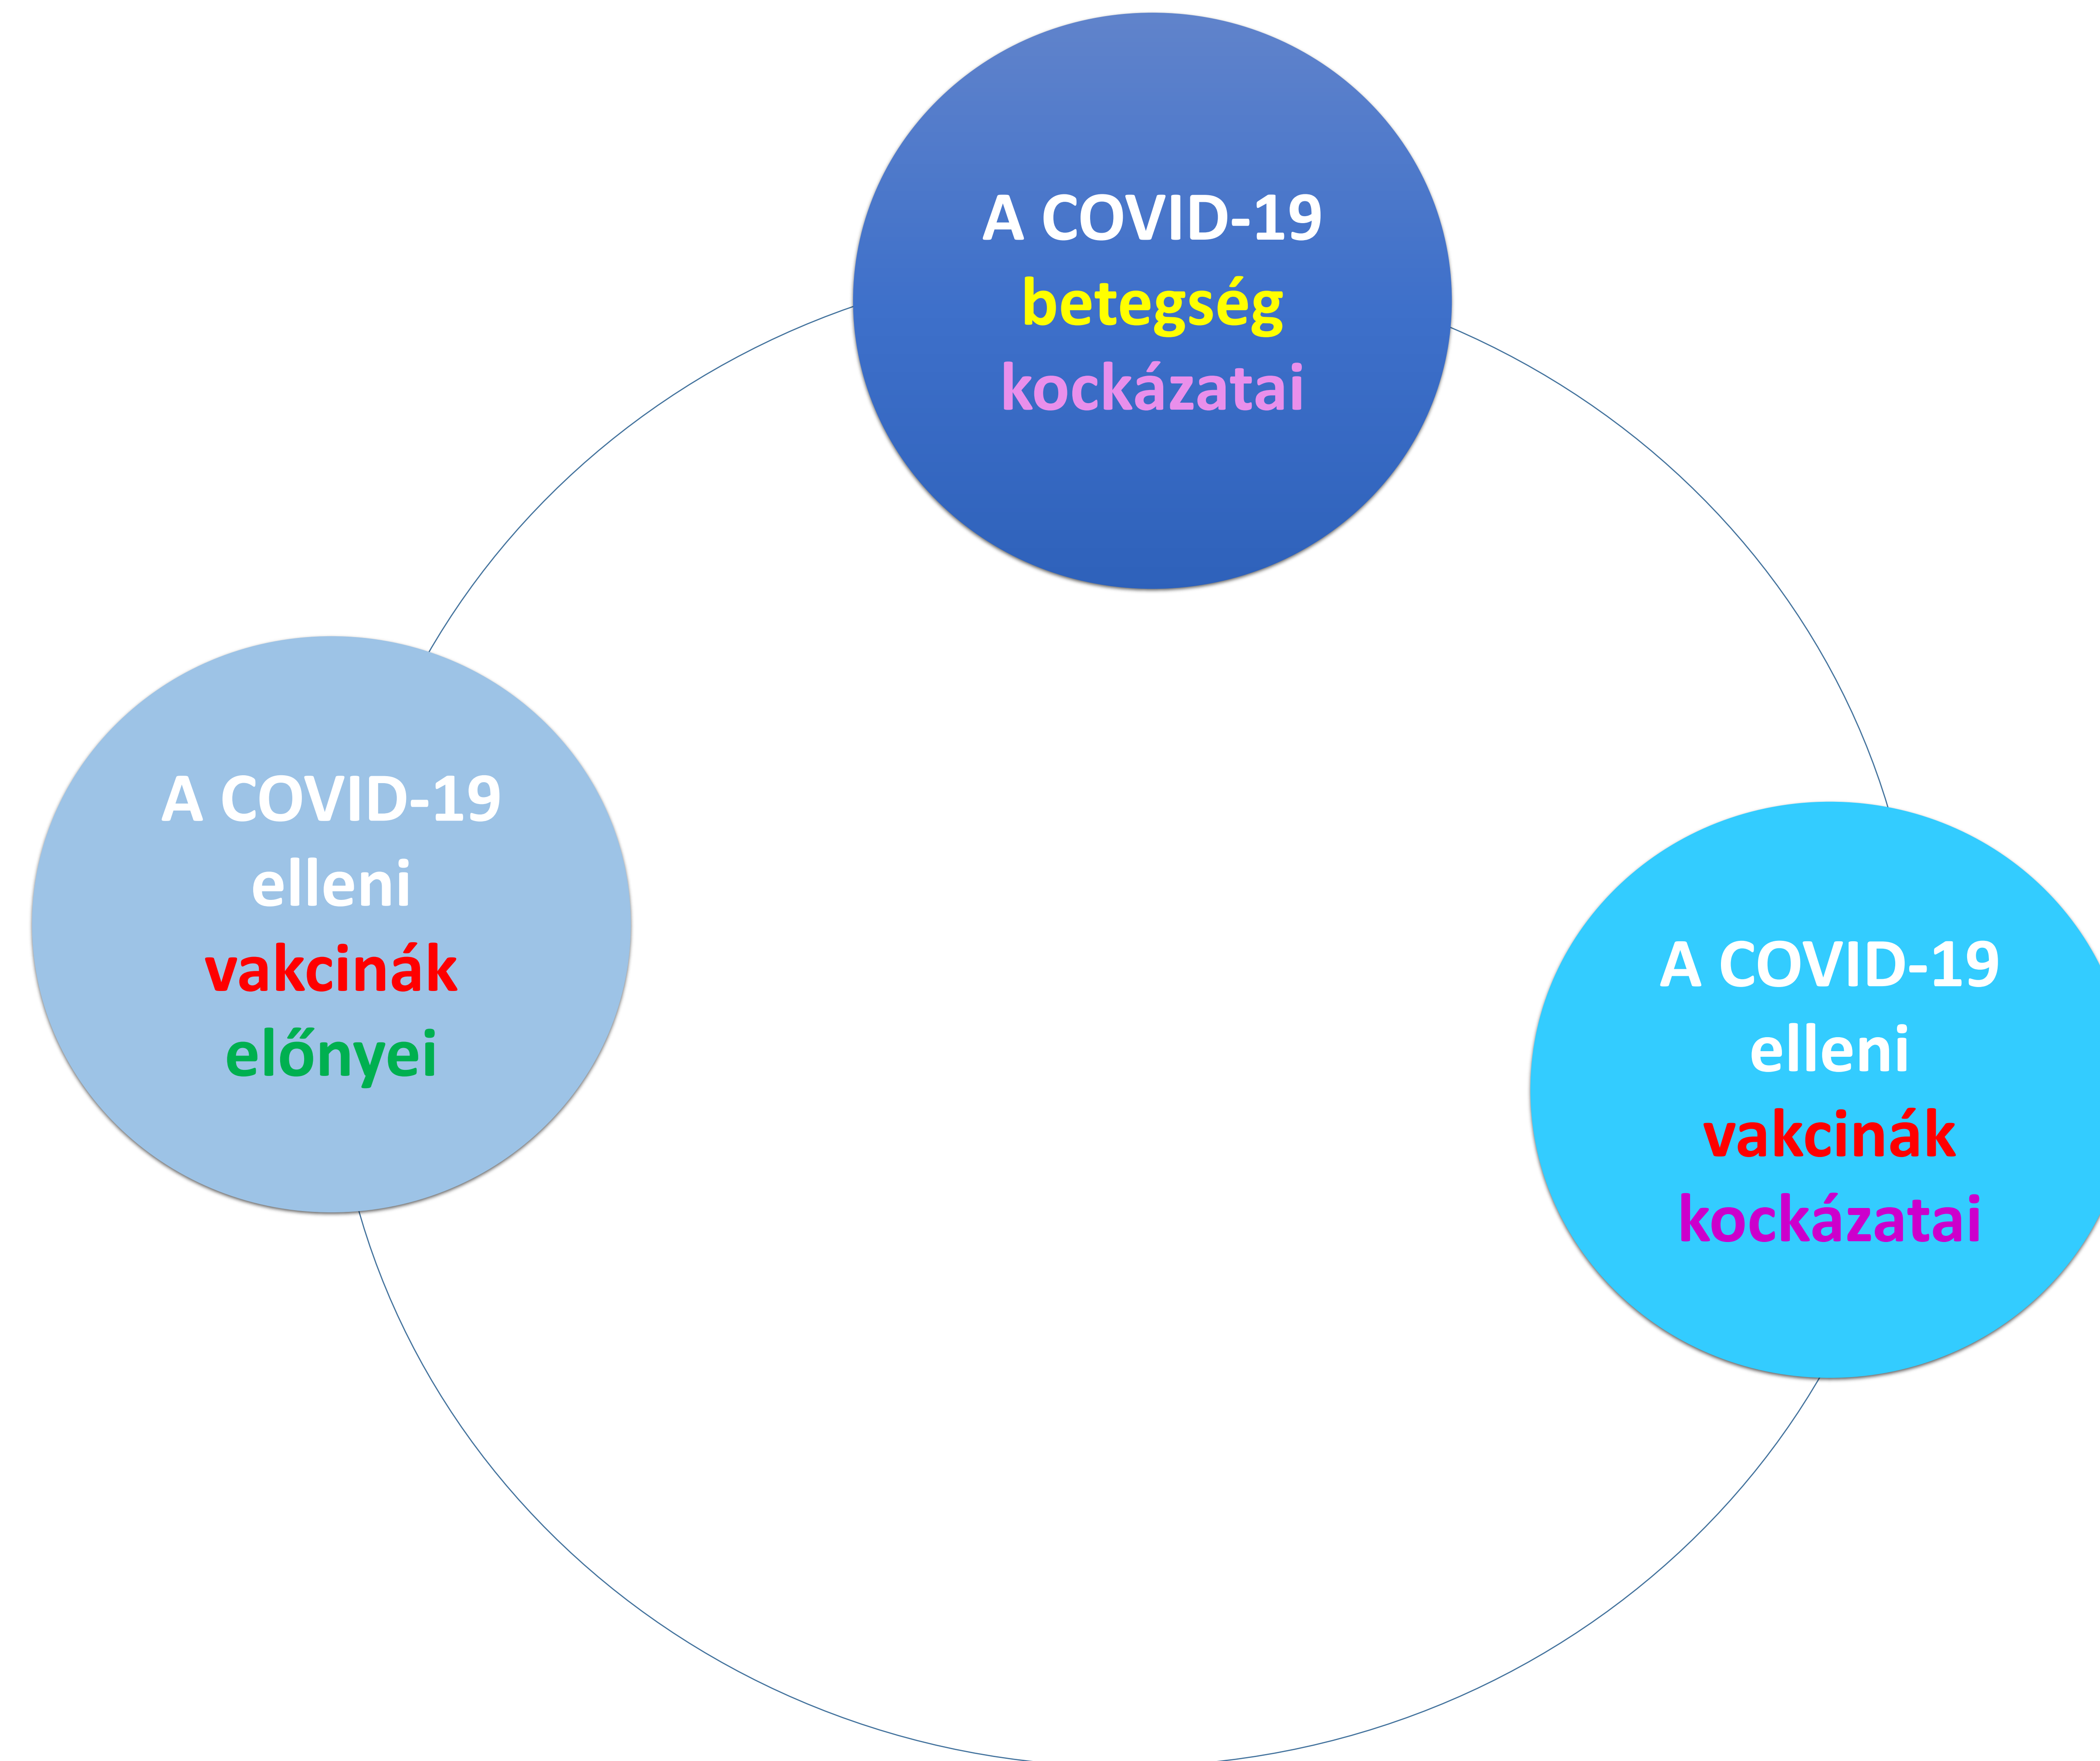 A COVID-19
betegség
kockázatai
A COVID-19
elleni
vakcinák
előnyei
A COVID-19
elleni
vakcinák
kockázatai